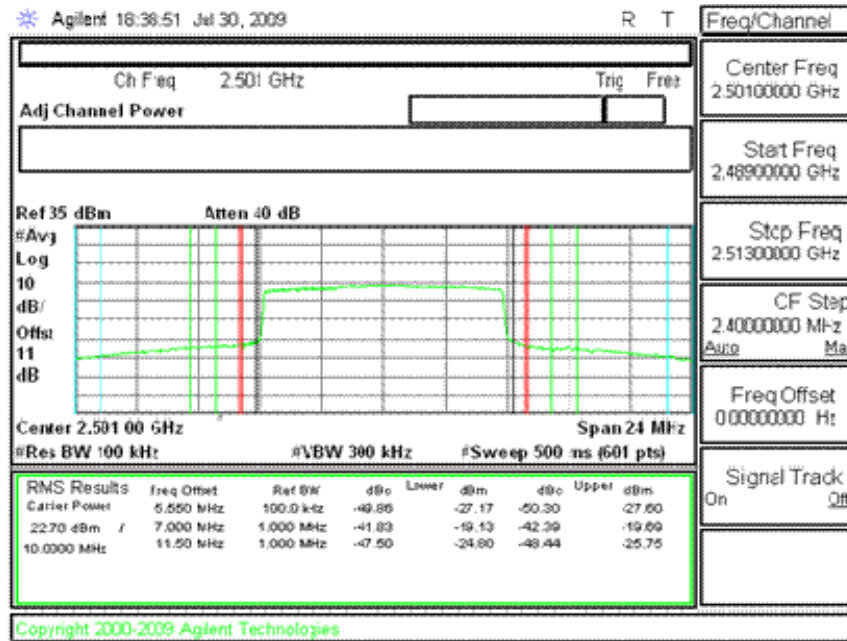 Agilent 18:36:51 Jul 30, 2009 R T
Freq/Channel
Ch Freq 2.501 GHz Trig Free
Adj Channel Power
Center Freq
2.50100000 GHz
Start Freq
2.48900000 GHz
Stop Freq
2.51300000 GHz
CF Step
2.40000000 MHz
Auto Ma
Freq Offset
0.00000000 Hz
Signal Track
On Off
Ref 35 dBm Atten 40 dB
#Avg
Log
10
dB/
Offst
11
dB
Center 2.501 00 GHz Span 24 MHz
#Res BW 100 kHz #VBW 300 kHz #Sweep 500 ms (601 pts)
RMS Results Freq Offset Ref BW dBc Lower dBm dBc Upper dBm
Carrier Power 5.550 MHz 100.0 kHz -49.86 -27.17 -50.30 -27.60
22.70 dBm / 7.000 MHz 1.000 MHz -41.83 -19.13 -42.39 -19.69
10.0000 MHz 11.50 MHz 1.000 MHz -47.50 -24.80 -48.44 -25.75
Copyright 2000-2009 Agilent Technologies